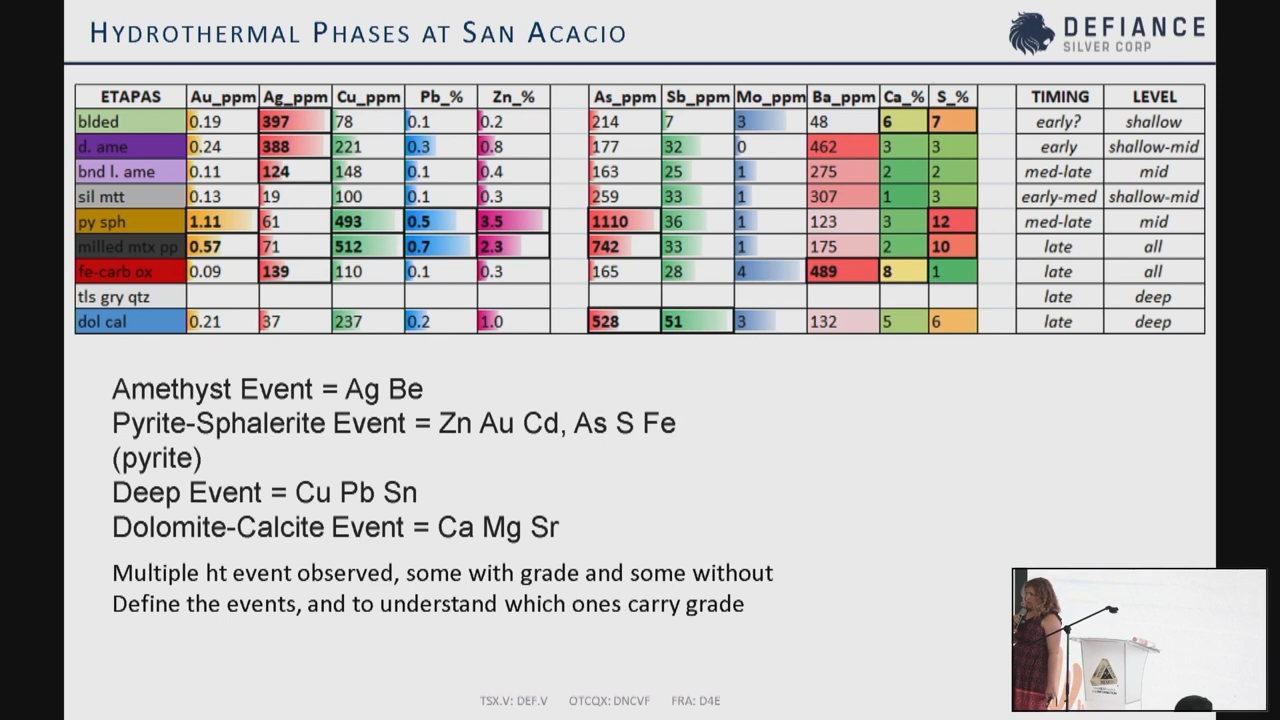 HYDROTHERMAL PHASES AT SAN ACACIO
DEFIANCE
SILVER CORP
ETAPAS Au_ppm Ag_ppm Cu_ppm Pb_% Zn_% As_ppm Sb_ppm Mo_ppm Ba_ppm Ca_% S_% TIMING LEVEL
blded 0.19 397 78 0.1 0.2 214 7 3 48 6 7 early? shallow
d. ame 0.24 388 221 0.3 0.8 177 32 0 462 3 3 early shallow-mid
bnd l. ame 0.11 124 148 0.1 0.4 163 25 1 275 2 2 med-late mid
sil mtt 0.13 19 100 0.1 0.3 259 33 1 307 1 3 early-med shallow-mid
py sph 1.11 61 493 0.5 3.5 1110 36 1 123 3 12 med-late mid
milled mtx pp 0.57 71 512 0.7 2.3 742 33 1 175 2 10 late all
fe-carb ox 0.09 139 110 0.1 0.3 165 28 4 489 8 1 late all
tls gry qtz late deep
dol cal 0.21 37 237 0.2 1.0 528 51 3 132 5 6 late deep
Amethyst Event = Ag Be
Pyrite-Sphalerite Event = Zn Au Cd, As S Fe
(pyrite)
Deep Event = Cu Pb Sn
Dolomite-Calcite Event = Ca Mg Sr
Multiple ht event observed, some with grade and some without
Define the events, and to understand which ones carry grade
TSX.V: DEF.V OTCQX: DNCVF FRA: D4E